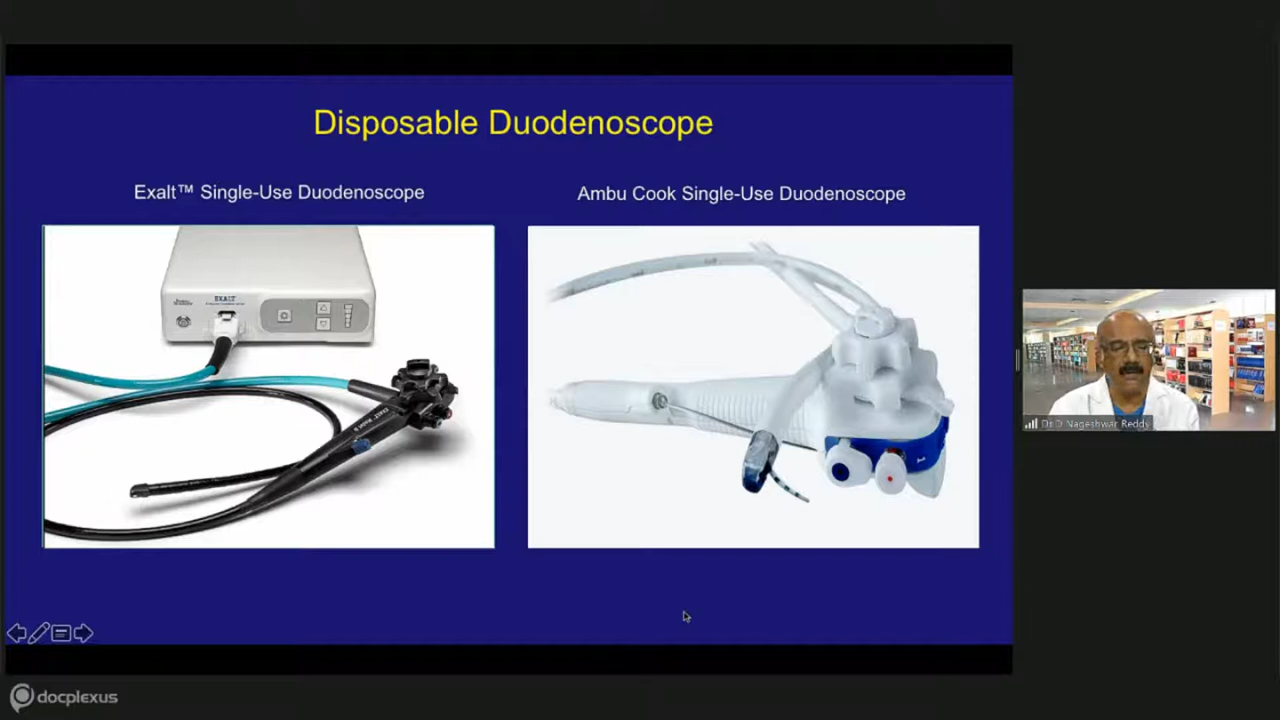 Disposable Duodenoscope
Exalt™ Single-Use Duodenoscope
Ambu Cook Single-Use Duodenoscope
EXALT
Dr D Nageshwar Reddy
docplexus